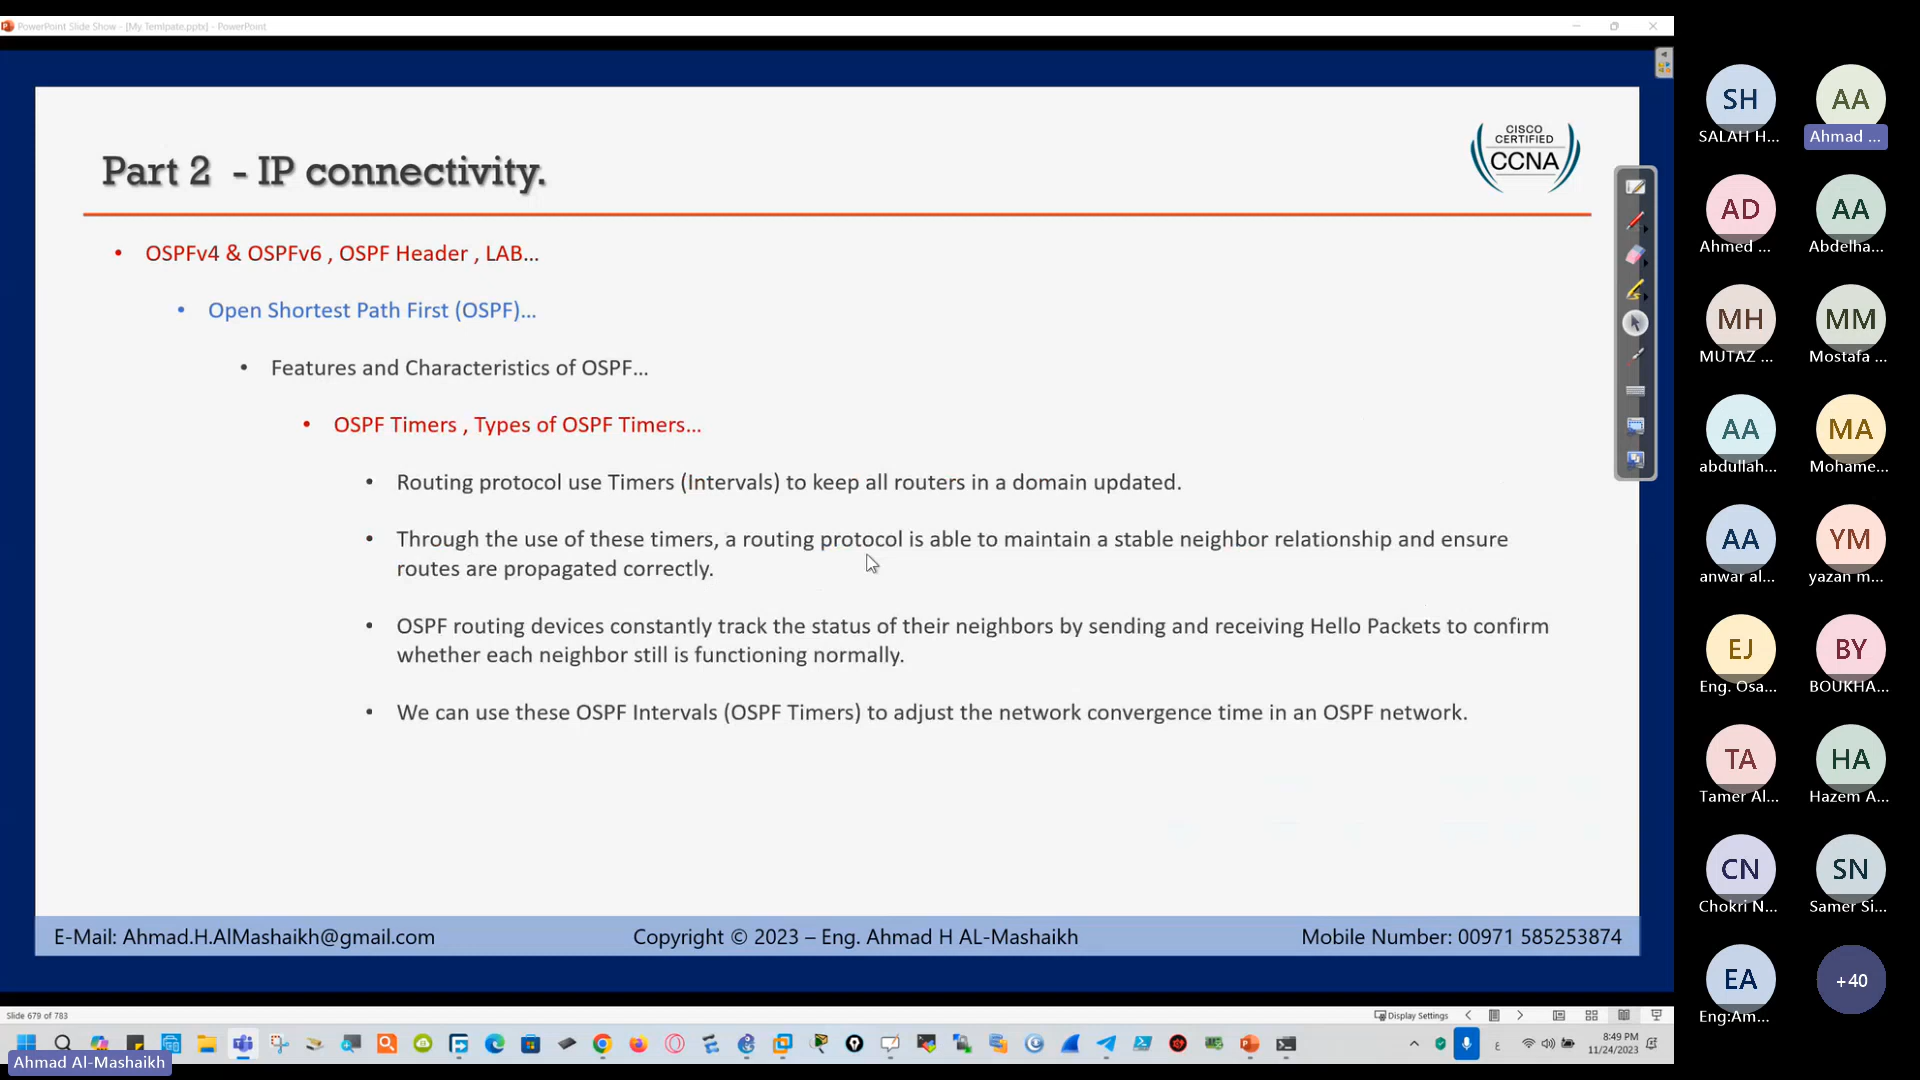 PowerPoint Slide Show - [My Temlpate.pptx] - PowerPoint
Part 2 - IP connectivity.
CISCO
CERTIFIED
CCNA
• OSPFv4 & OSPFv6 , OSPF Header , LAB...
• Open Shortest Path First (OSPF)...
• Features and Characteristics of OSPF...
• OSPF Timers , Types of OSPF Timers...
• Routing protocol use Timers (Intervals) to keep all routers in a domain updated.
• Through the use of these timers, a routing protocol is able to maintain a stable neighbor relationship and ensure
routes are propagated correctly.
• OSPF routing devices constantly track the status of their neighbors by sending and receiving Hello Packets to confirm
whether each neighbor still is functioning normally.
• We can use these OSPF Intervals (OSPF Timers) to adjust the network convergence time in an OSPF network.
E-Mail: Ahmad.H.AlMashaikh@gmail.com
Copyright © 2023 – Eng. Ahmad H AL-Mashaikh
Mobile Number: 00971 585253874
Slide 679 of 783
Display Settings
ع
8:49 PM
11/24/2023
Ahmad Al-Mashaikh
SH
SALAH H...
AA
Ahmad ...
AD
Ahmed ...
AA
Abdelha...
MH
MUTAZ ...
MM
Mostafa ...
AA
abdullah...
MA
Mohame...
AA
anwar al...
YM
yazan m...
EJ
Eng. Osa...
BY
BOUKHA...
TA
Tamer Al...
HA
Hazem A...
CN
Chokri N...
SN
Samer Si...
EA
Eng:Am...
+40